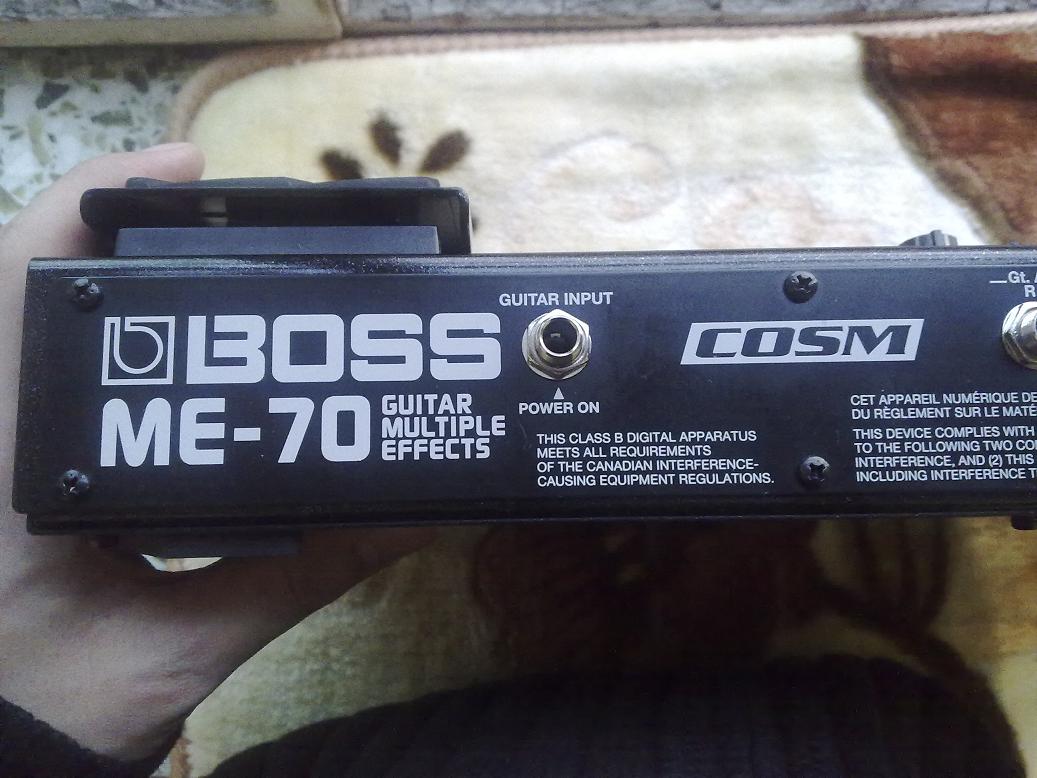 GUITAR INPUT
BOSS
POWER ON
ME-70
GUITAR
MULTIPLE
EFFECTS
THIS CLASS B DIGITAL APPARATUS
MEETS ALL REQUIREMENTS
OF THE CANADIAN INTERFERENCE-
CAUSING EQUIPMENT REGULATIONS.
COSM
Gt.
R
CET APPAREIL NUMÉRIQUE DE
DU RÈGLEMENT SUR LE MATÉ
THIS DEVICE COMPLIES WITH
TO THE FOLLOWING TWO CO
INTERFERENCE, AND (2) THIS
INCLUDING INTERFERENCE T